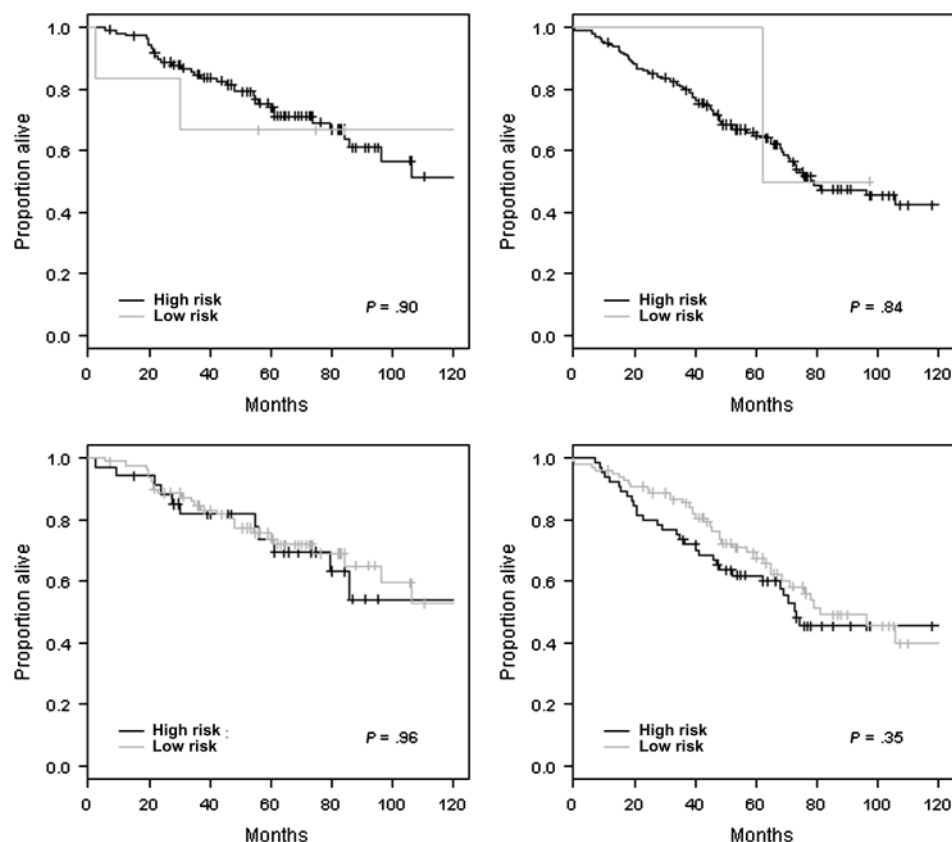 1.0
0.8
0.6
0.4
0.2
0.0
Proportion alive
High risk
Low risk
P = .90
0 20 40 60 80 100 120
Months
1.0
0.8
0.6
0.4
0.2
0.0
Proportion alive
High risk
Low risk
P = .84
0 20 40 60 80 100 120
Months
1.0
0.8
0.6
0.4
0.2
0.0
Proportion alive
High risk :
Low risk
P = .96
0 20 40 60 80 100 120
Months
1.0
0.8
0.6
0.4
0.2
0.0
Proportion alive
High risk
Low risk
P = .35
0 20 40 60 80 100 120
Months